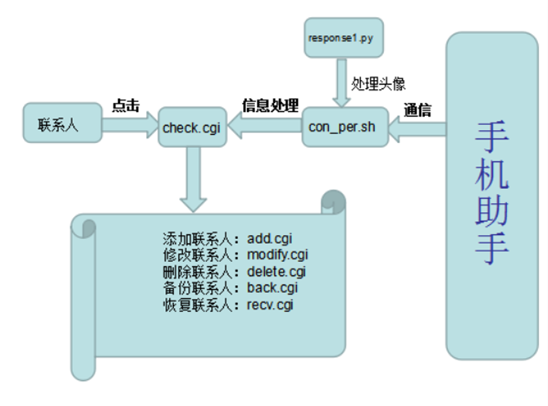 response1.py
处理头像
联系人
点击
check.cgi
信息处理
con_per.sh
通信
手机助手
添加联系人：add.cgi
修改联系人：modify.cgi
删除联系人：delete.cgi
备份联系人：back.cgi
恢复联系人：recv.cgi